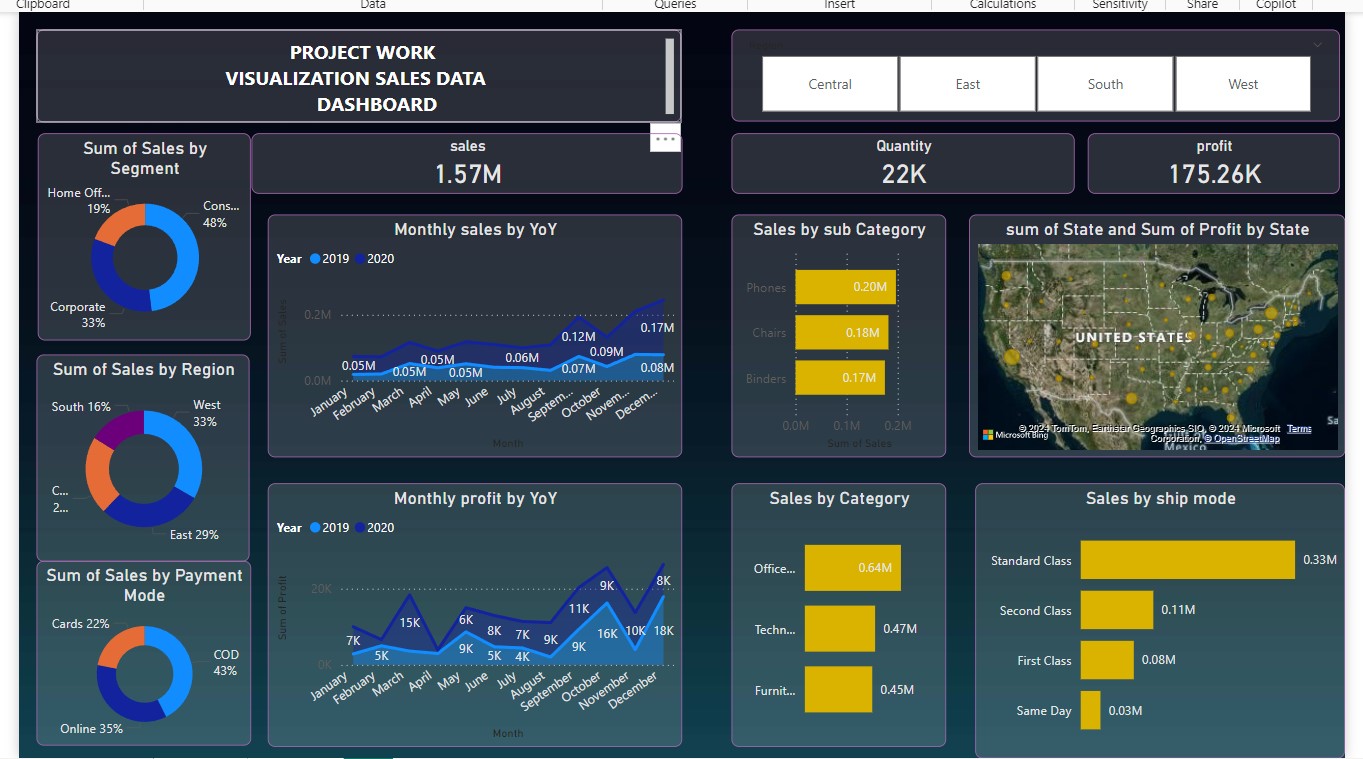 Clipboard
Data
Queries
Insert
Calculations
Sensitivity
Share
Copilot
PROJECT WORK
VISUALIZATION SALES DATA
DASHBOARD
Central
East
South
West
Sum of Sales by
Segment
Home Off...
19%
Cons...
48%
Corporate
33%
sales
1.57M
Quantity
22K
profit
175.26K
Monthly sales by YoY
Year 2019 2020
Sum of Sales
0.2M
0.0M
0.05M
0.05M
0.05M
0.05M
0.06M
0.12M
0.07M
0.09M
0.17M
0.08M
January
February
March
April
May
June
July
August
Septem...
October
Novem...
Decem...
Month
Sales by sub Category
Phones
0.20M
Chairs
0.18M
Binders
0.17M
0.0M 0.1M 0.2M
Sum of Sales
sum of State and Sum of Profit by State
UNITED STATES
Gulf of
Mexico
Sa
Microsoft Bing
© 2024 TomTom, Earthstar Geographics SIO, © 2024 Microsoft
Corporation, © OpenStreetMap
Terms
Sum of Sales by Region
South 16%
West
33%
C...
2...
East 29%
Sum of Sales by Payment
Mode
Cards 22%
COD
43%
Online 35%
Monthly profit by YoY
Year 2019 2020
Sum of Profit
20K
0K
7K
5K
15K
6K
9K
8K
5K
7K
4K
9K
11K
9K
9K
16K
10K
8K
18K
January
February
March
April
May
June
July
August
September
October
November
December
Month
Sales by Category
Office...
0.64M
Techn...
0.47M
Furnit...
0.45M
Sales by ship mode
Standard Class
0.33M
Second Class
0.11M
First Class
0.08M
Same Day
0.03M